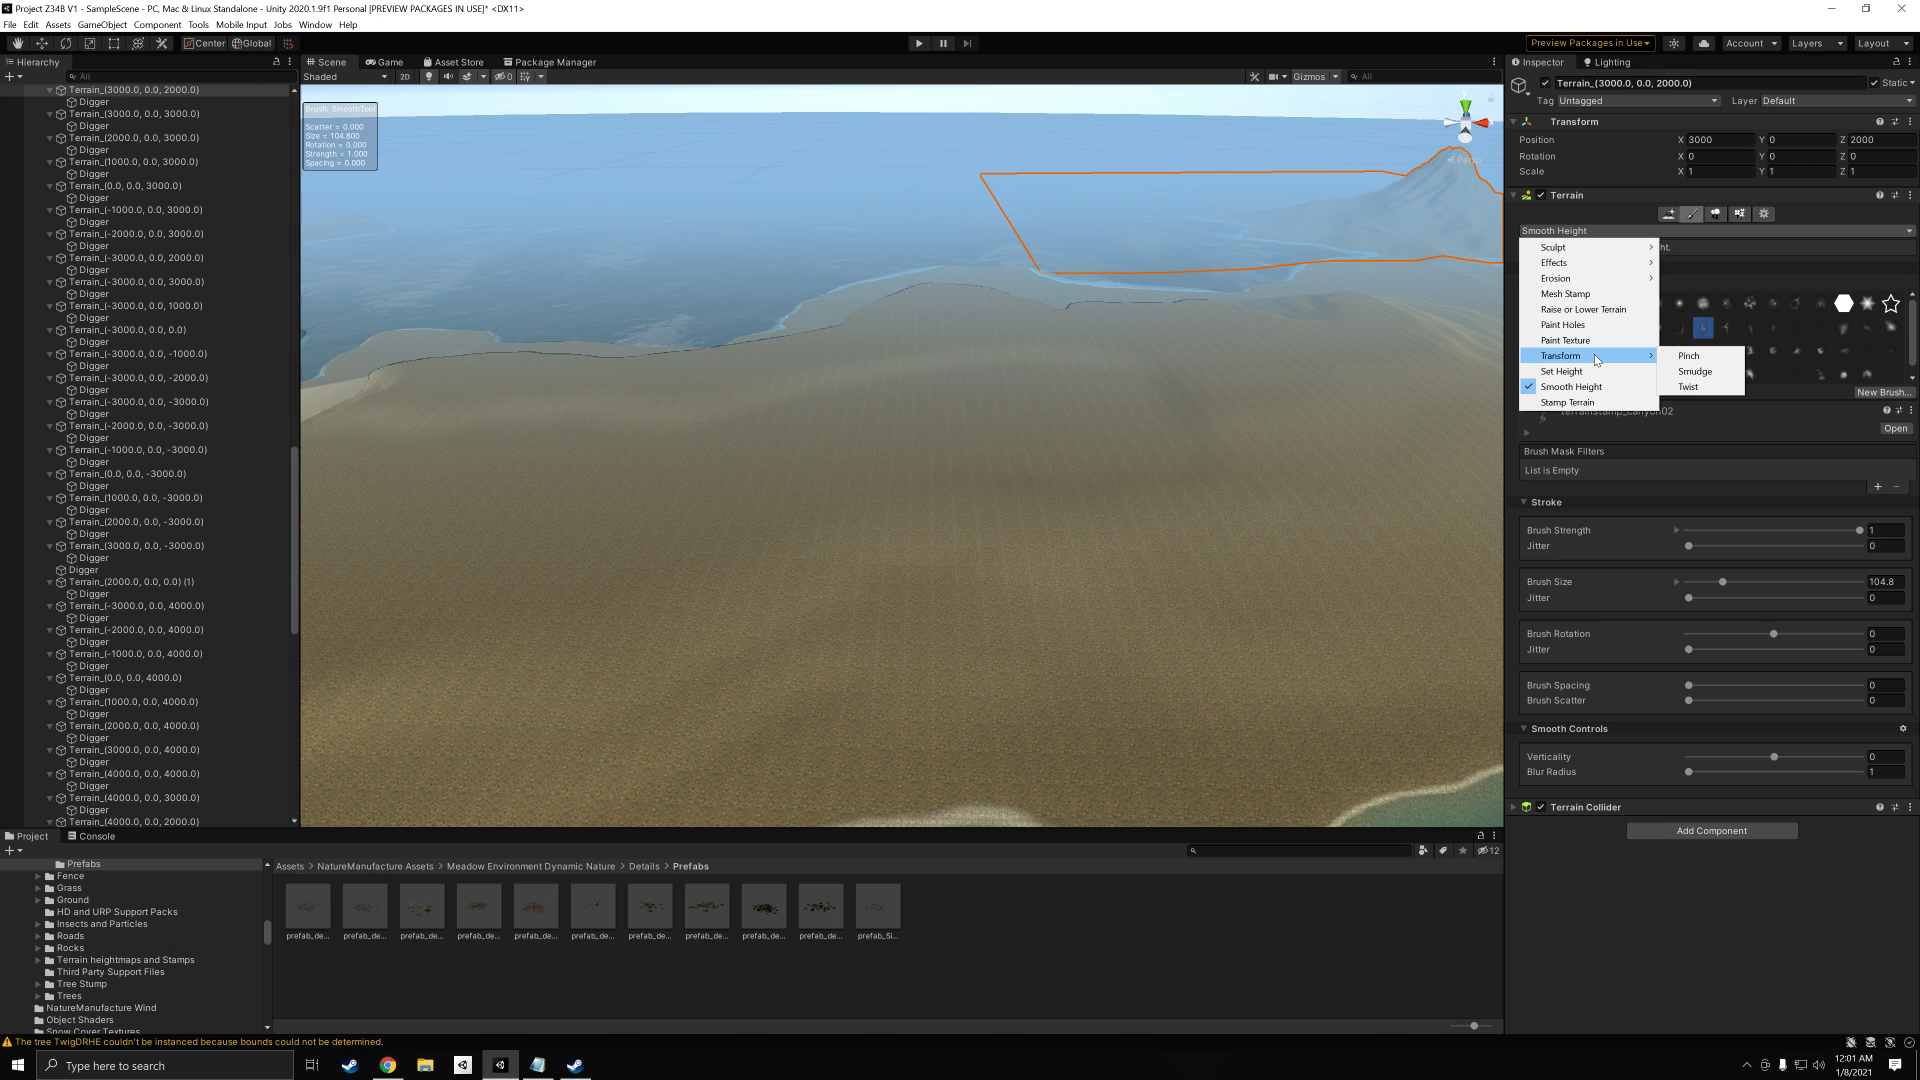 Project Z34B V1 - SampleScene - PC, Mac & Linux Standalone - Unity 2020.1.9f1 Personal [PREVIEW PACKAGES IN USE]* <DX11>
File Edit Assets GameObject Component Tools Mobile Input Jobs Window Help
Center Global
Preview Packages in Use Account Layers Layout
Hierarchy
All
Terrain_(3000.0, 0.0, 2000.0)
Digger
Terrain_(3000.0, 0.0, 3000.0)
Digger
Terrain_(2000.0, 0.0, 3000.0)
Digger
Terrain_(1000.0, 0.0, 3000.0)
Digger
Terrain_(0.0, 0.0, 3000.0)
Digger
Terrain_(-1000.0, 0.0, 3000.0)
Digger
Terrain_(-2000.0, 0.0, 3000.0)
Digger
Terrain_(-3000.0, 0.0, 2000.0)
Digger
Terrain_(-3000.0, 0.0, 3000.0)
Digger
Terrain_(-3000.0, 0.0, 1000.0)
Digger
Terrain_(-3000.0, 0.0, 0.0)
Digger
Terrain_(-3000.0, 0.0, -1000.0)
Digger
Terrain_(-3000.0, 0.0, -2000.0)
Digger
Terrain_(-3000.0, 0.0, -3000.0)
Digger
Terrain_(-2000.0, 0.0, -3000.0)
Digger
Terrain_(-1000.0, 0.0, -3000.0)
Digger
Terrain_(0.0, 0.0, -3000.0)
Digger
Terrain_(1000.0, 0.0, -3000.0)
Digger
Terrain_(2000.0, 0.0, -3000.0)
Digger
Terrain_(3000.0, 0.0, -3000.0)
Digger
Digger
Terrain_(2000.0, 0.0, 0.0) (1)
Digger
Terrain_(-3000.0, 0.0, 4000.0)
Digger
Terrain_(-2000.0, 0.0, 4000.0)
Digger
Terrain_(-1000.0, 0.0, 4000.0)
Digger
Terrain_(0.0, 0.0, 4000.0)
Digger
Terrain_(1000.0, 0.0, 4000.0)
Digger
Terrain_(2000.0, 0.0, 4000.0)
Digger
Terrain_(3000.0, 0.0, 4000.0)
Digger
Terrain_(4000.0, 0.0, 4000.0)
Digger
Terrain_(4000.0, 0.0, 3000.0)
Digger
Terrain_(4000.0, 0.0, 2000.0)
Scene Game Asset Store Package Manager
Shaded 2D 0 Gizmos All
Brush: SmoothTool
Scatter = 0.000
Size = 104.800
Rotation = 0.000
Strength = 1.000
Spacing = 0.000
y
Persp
Inspector Lighting
Terrain_(3000.0, 0.0, 2000.0) Static
Tag Untagged Layer Default
Transform
Position X 3000 Y 0 Z 2000
Rotation X 0 Y 0 Z 0
Scale X 1 Y 1 Z 1
Terrain
Smooth Height
Sculpt
ht.
Effects
Erosion
Mesh Stamp
Raise or Lower Terrain
Paint Holes
Paint Texture
Transform
Set Height
Smooth Height
Stamp Terrain
Pinch
Smudge
Twist
New Brush...
terrainstamp_canyon02
Open
Brush Mask Filters
List is Empty
Stroke
Brush Strength 1
Jitter 0
Brush Size 104.8
Jitter 0
Brush Rotation 0
Jitter 0
Brush Spacing 0
Brush Scatter 0
Smooth Controls
Verticality 0
Blur Radius 1
Terrain Collider
Add Component
Project Console
12
Prefabs
Fence
Grass
Ground
HD and URP Support Packs
Insects and Particles
Roads
Rocks
Terrain heightmaps and Stamps
Third Party Support Files
Tree Stump
Trees
NatureManufacture Wind
Object Shaders
Snow Cover Textures
Assets > NatureManufacture Assets > Meadow Environment Dynamic Nature > Details > Prefabs
prefab_de... prefab_de... prefab_de... prefab_de... prefab_de... prefab_de... prefab_de... prefab_de... prefab_de... prefab_de... prefab_Si...
The tree TwigDRHE couldn't be instanced because bounds could not be determined.
Type here to search
12:01 AM
1/8/2021